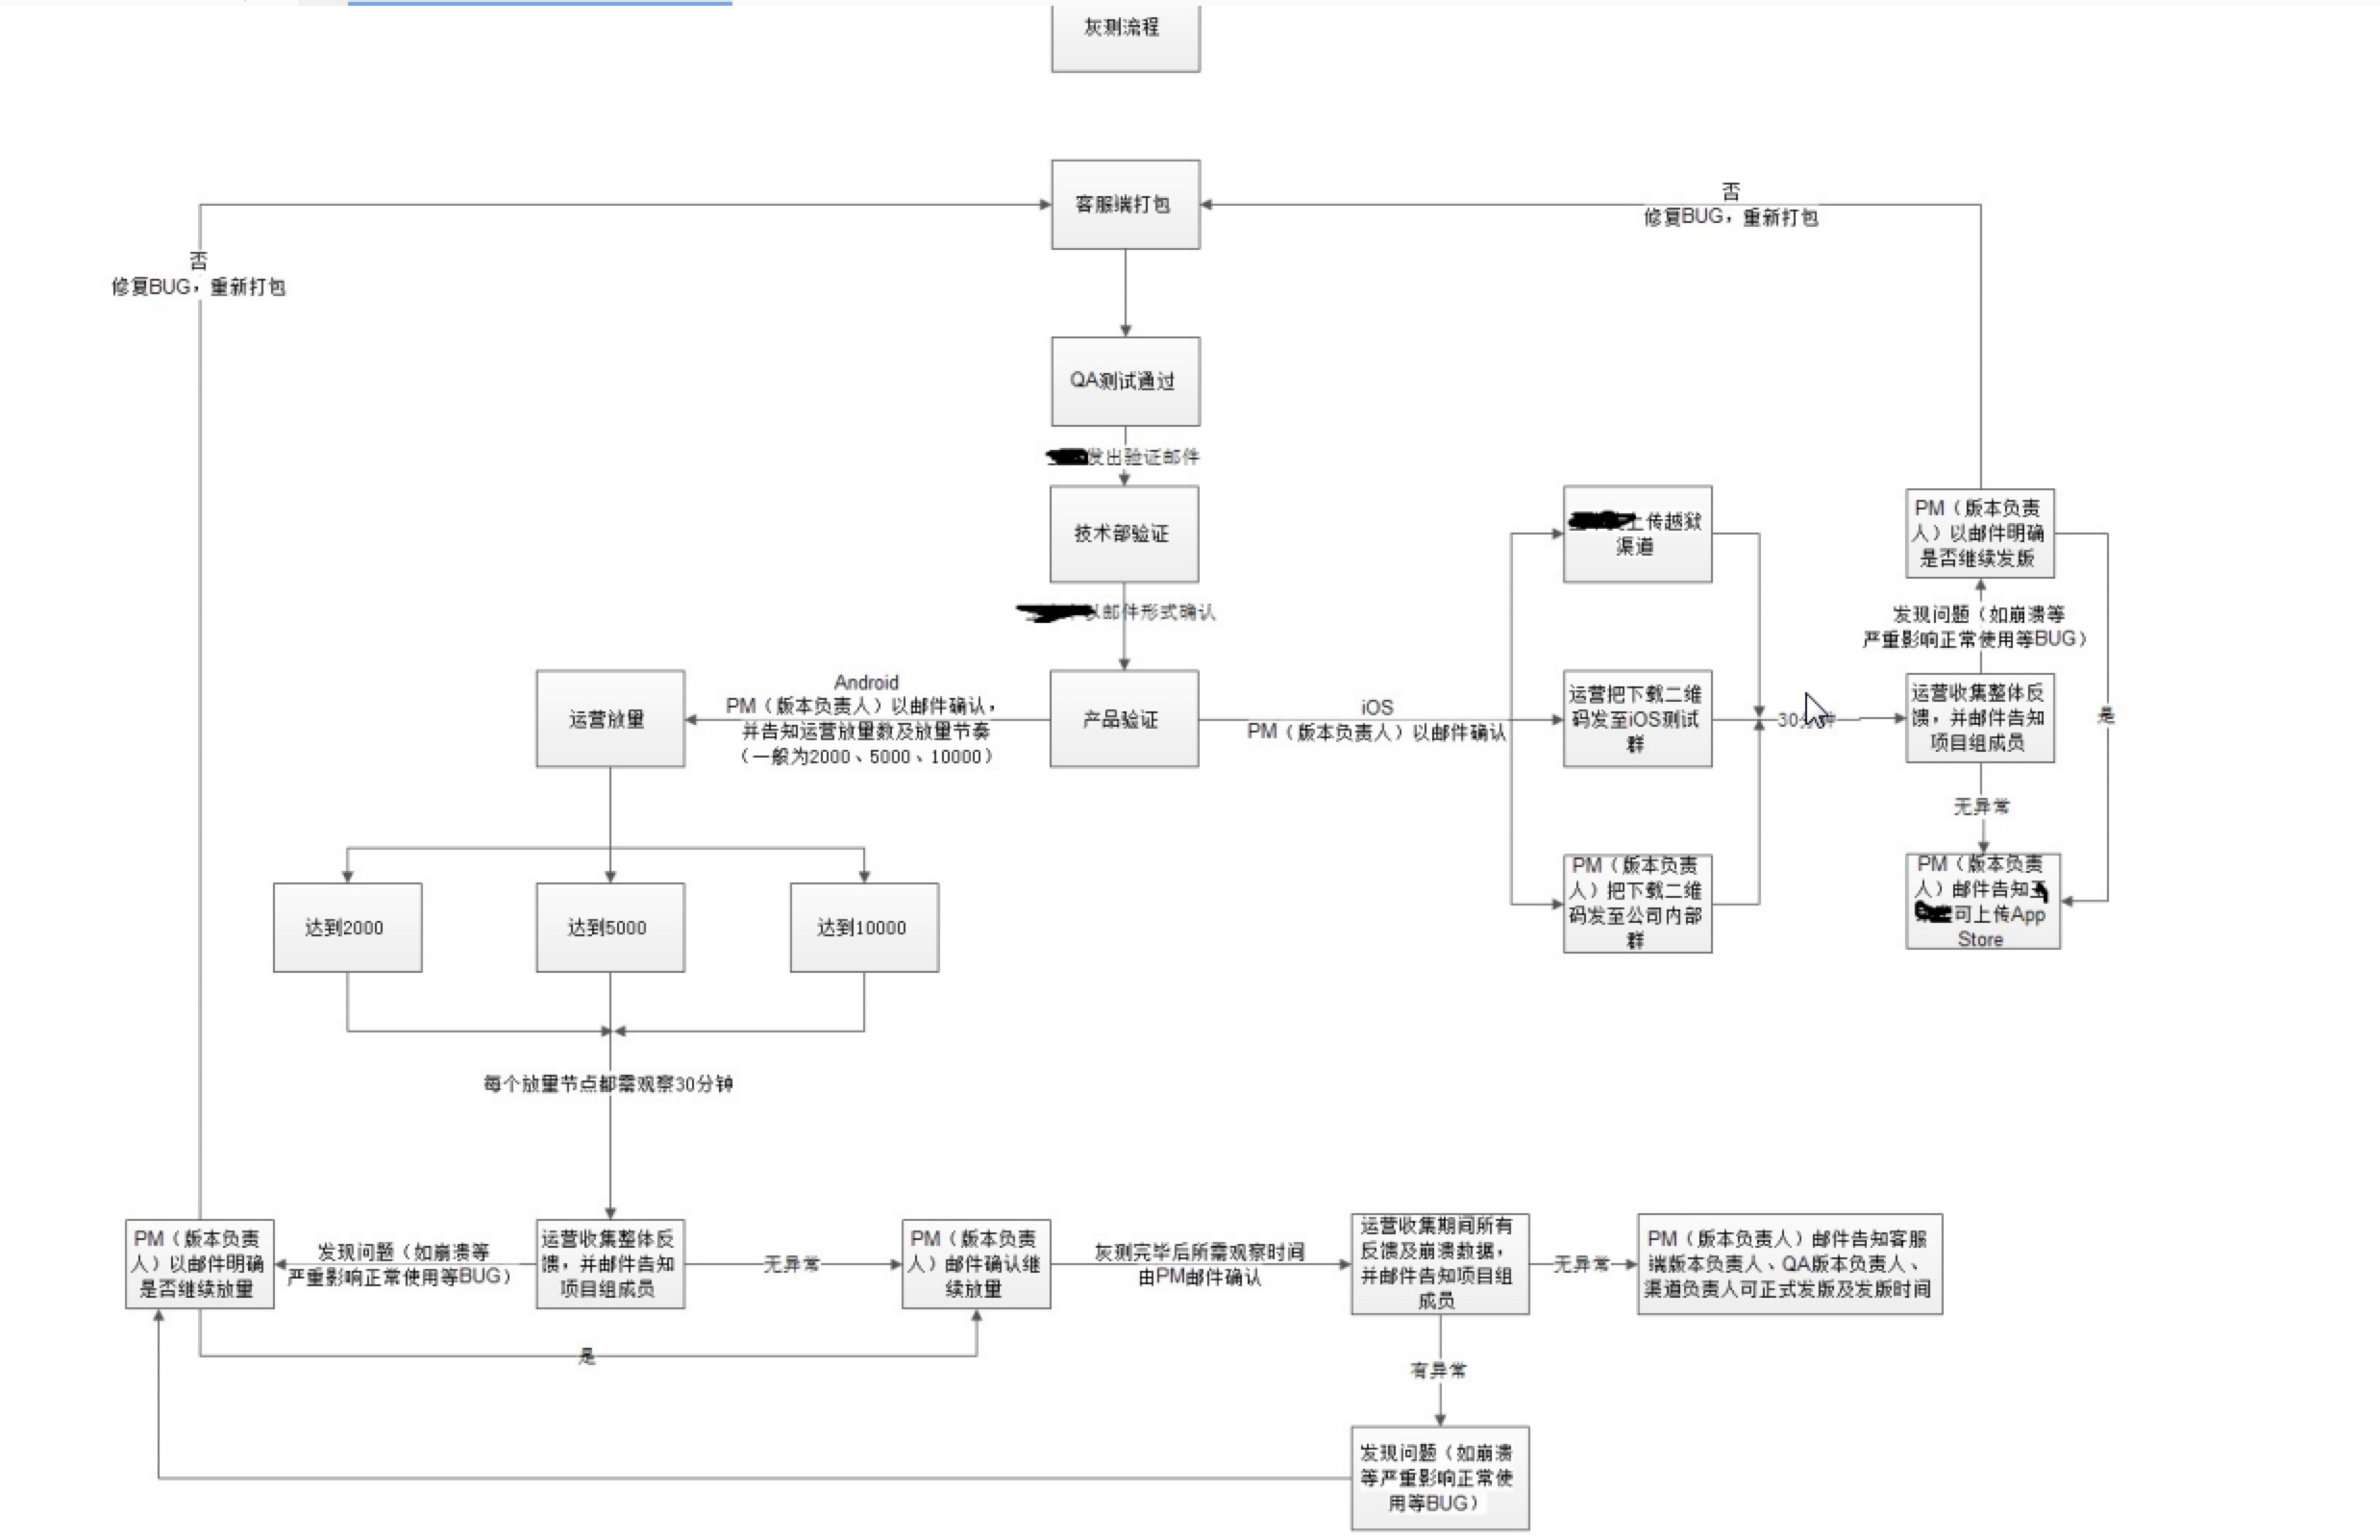 灰测流程
客服端打包
否
修复BUG，重新打包
否
修复BUG，重新打包
QA测试通过
发出验证邮件
技术部验证
以邮件形式确认
产品验证
Android
PM（版本负责人）以邮件确认，
并告知运营放量数及放量节奏
（一般为2000、5000、10000）
运营放量
iOS
PM（版本负责人）以邮件确认
上传越狱
渠道
运营把下载二维
码发至iOS测试
群
PM（版本负责
人）把下载二维
码发至公司内部
群
30分钟
PM（版本负责
人）以邮件明确
是否继续发版
发现问题（如崩溃等
严重影响正常使用等BUG）
运营收集整体反
馈，并邮件告知
项目组成员
是
无异常
PM（版本负责
人）邮件告知
可上传App
Store
达到2000
达到5000
达到10000
每个放量节点都需观察30分钟
PM（版本负责
人）以邮件明确
是否继续放量
发现问题（如崩溃等
严重影响正常使用等BUG）
运营收集整体反
馈，并邮件告知
项目组成员
无异常
PM（版本负责
人）邮件确认继
续放量
灰测完毕后所需观察时间
由PM邮件确认
运营收集期间所有
反馈及崩溃数据，
并邮件告知项目组
成员
无异常
PM（版本负责人）邮件告知客服
端版本负责人、QA版本负责人、
渠道负责人可正式发版及发版时间
是
有异常
发现问题（如崩溃
等严重影响正常使
用等BUG）